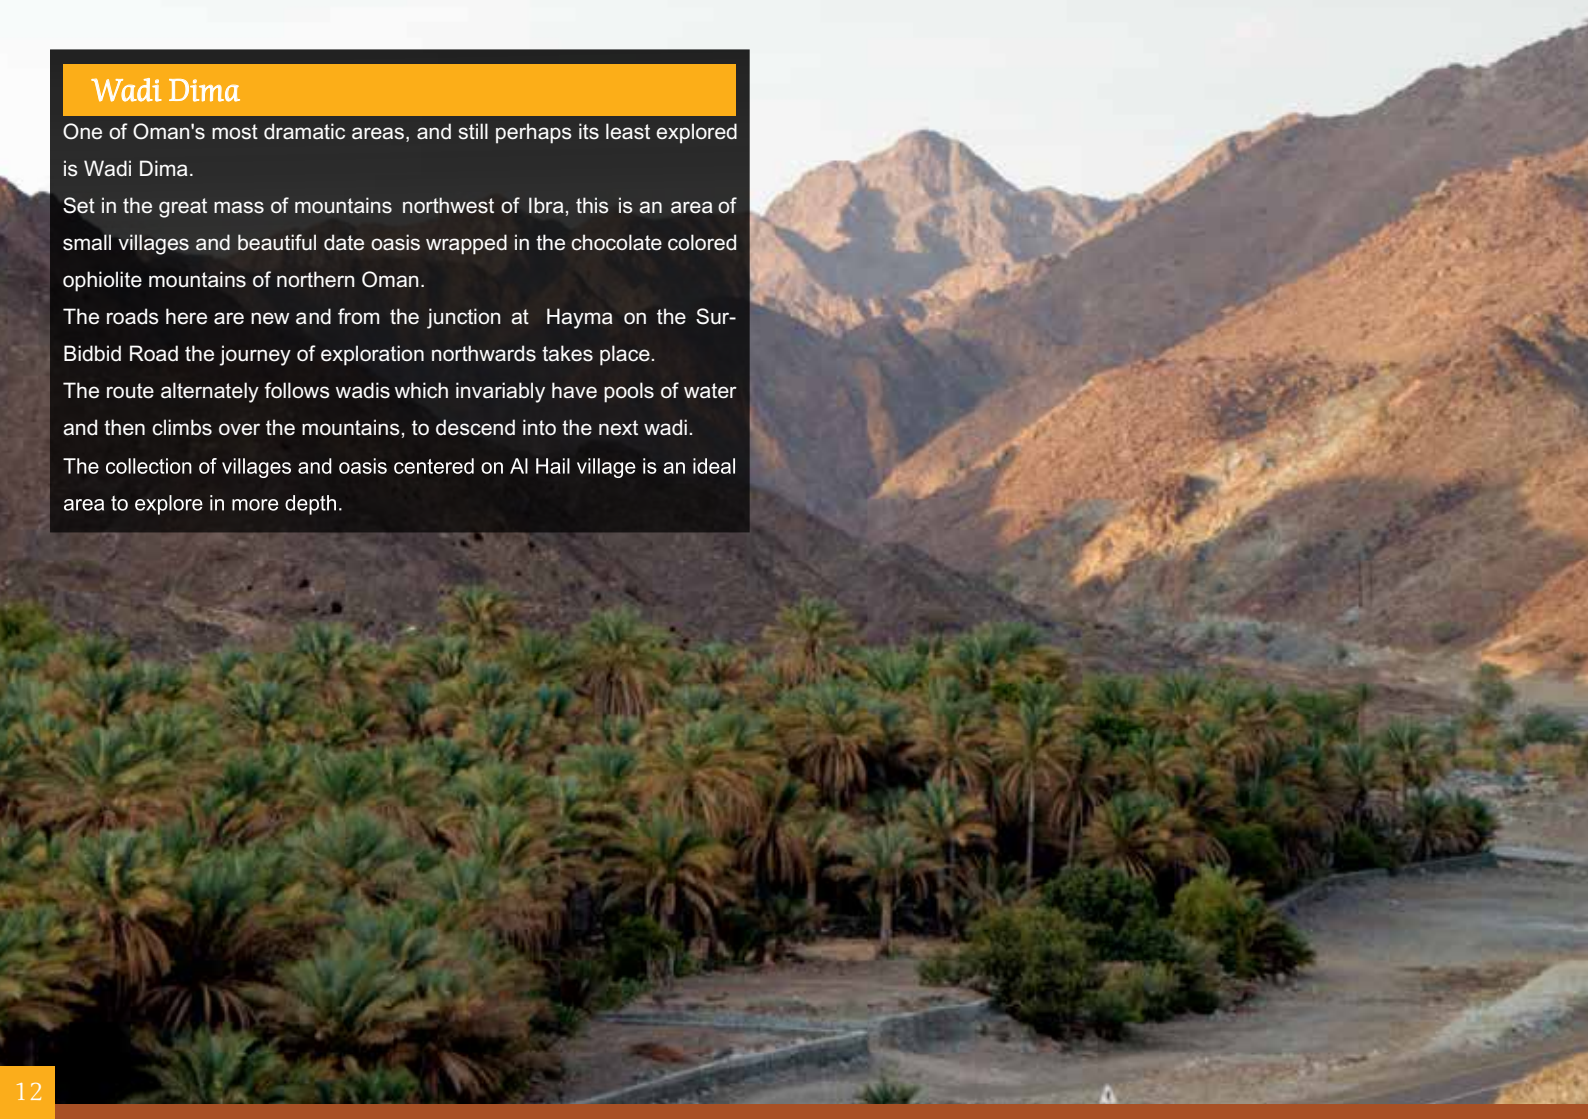 Wadi Dima
One of Oman's most dramatic areas, and still perhaps its least explored
is Wadi Dima.
Set in the great mass of mountains northwest of Ibra, this is an area of
small villages and beautiful date oasis wrapped in the chocolate colored
ophiolite mountains of northern Oman.
The roads here are new and from the junction at Hayma on the Sur-
Bidbid Road the journey of exploration northwards takes place.
The route alternately follows wadis which invariably have pools of water
and then climbs over the mountains, to descend into the next wadi.
The collection of villages and oasis centered on Al Hail village is an ideal
area to explore in more depth.
12